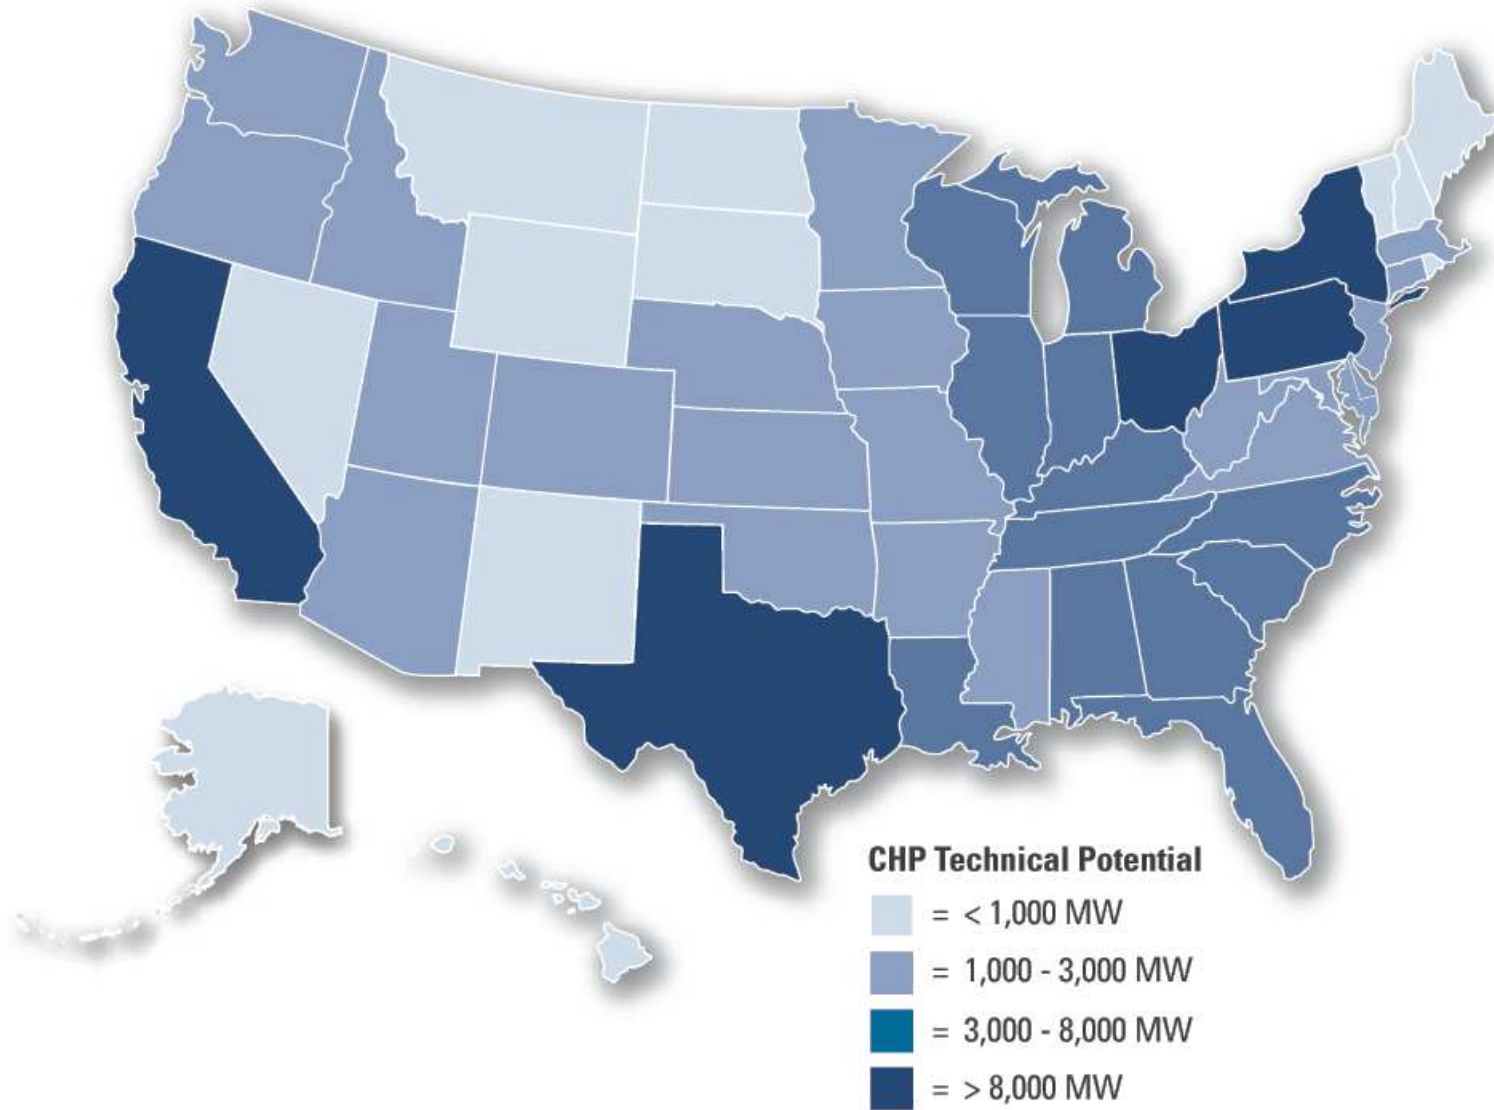 CHP Technical Potential
= < 1,000 MW
= 1,000 - 3,000 MW
= 3,000 - 8,000 MW
= > 8,000 MW